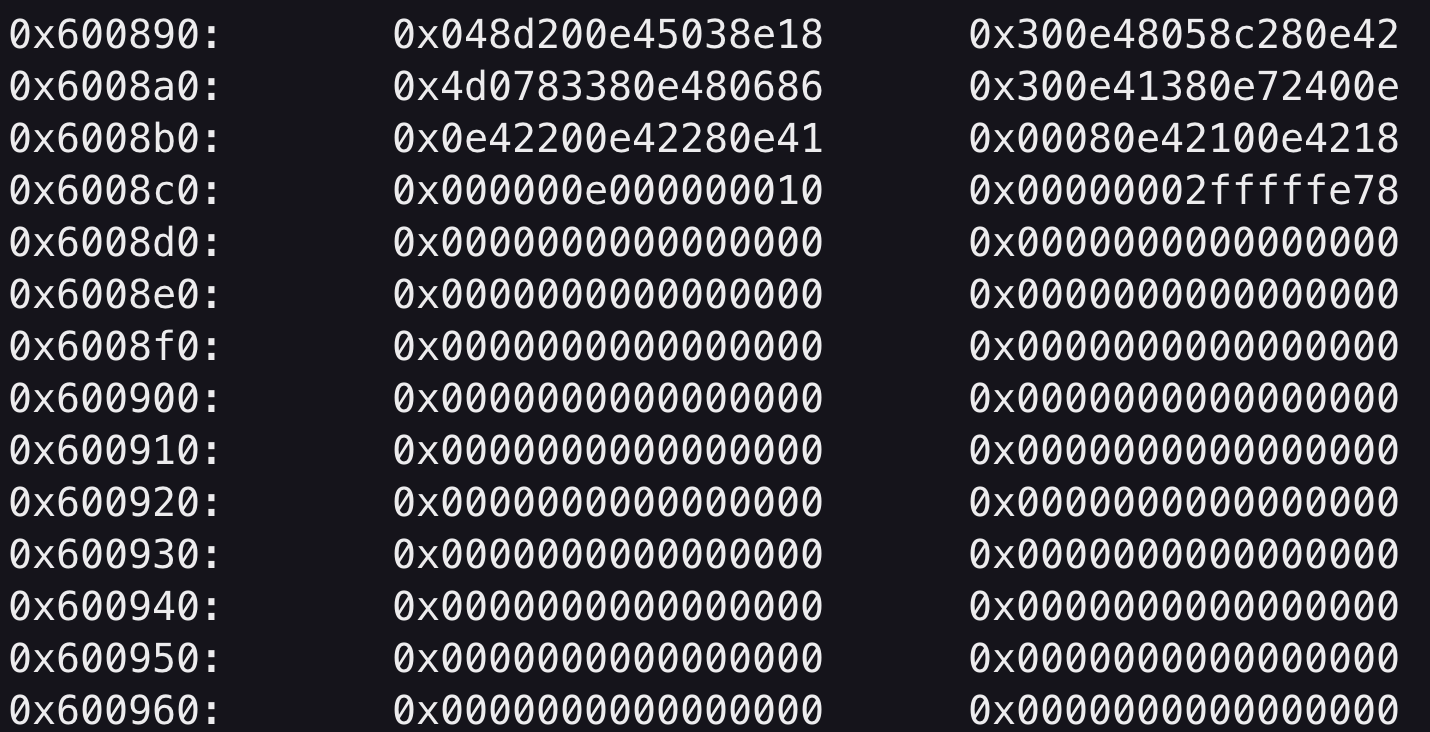 0x600890: 0x048d200e45038e18 0x300e48058c280e42
0x6008a0: 0x4d0783380e480686 0x300e41380e72400e
0x6008b0: 0x0e42200e42280e41 0x00080e42100e4218
0x6008c0: 0x0000000e00000010 0x00000002fffffe78
0x6008d0: 0x0000000000000000 0x0000000000000000
0x6008e0: 0x0000000000000000 0x0000000000000000
0x6008f0: 0x0000000000000000 0x0000000000000000
0x600900: 0x0000000000000000 0x0000000000000000
0x600910: 0x0000000000000000 0x0000000000000000
0x600920: 0x0000000000000000 0x0000000000000000
0x600930: 0x0000000000000000 0x0000000000000000
0x600940: 0x0000000000000000 0x0000000000000000
0x600950: 0x0000000000000000 0x0000000000000000
0x600960: 0x0000000000000000 0x0000000000000000